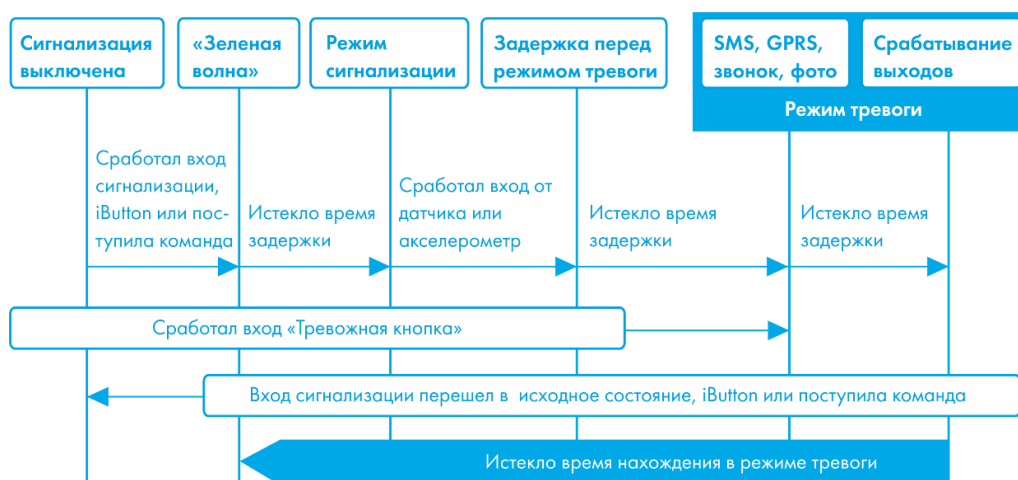 Сигнализация
выключена
«Зеленая
волна»
Режим
сигнализации
Задержка перед
режимом тревоги
SMS, GPRS,
звонок, фото
Срабатывание
выходов
Режим тревоги
Сработал вход
сигнализации,
iButton или пос-
тупила команда
Истекло время
задержки
Сработал вход от
датчика или
акселерометр
Истекло время
задержки
Истекло время
задержки
Сработал вход «Тревожная кнопка»
Вход сигнализации перешел в исходное состояние, iButton или поступила команда
Истекло время нахождения в режиме тревоги